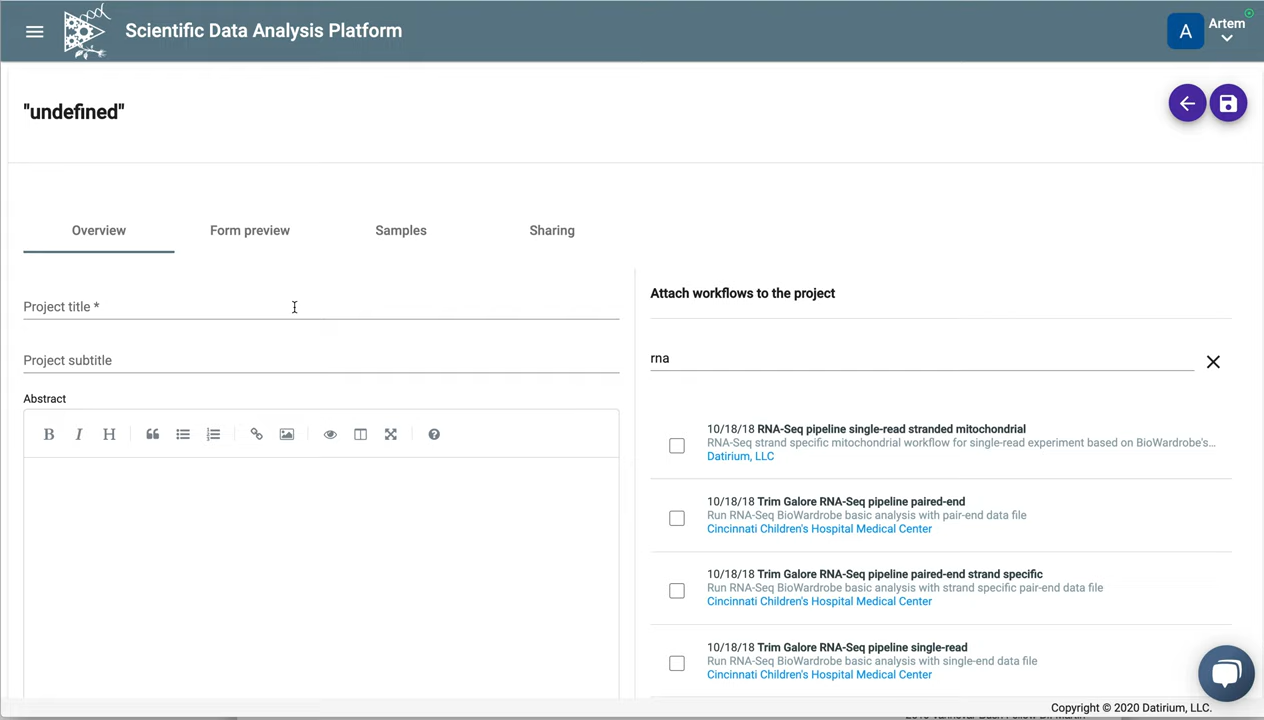 Scientific Data Analysis Platform
A
Artem
"undefined"
Overview
Form preview
Samples
Sharing
Project title *
Project subtitle
Abstract
B I H
Attach workflows to the project
rna
10/18/18 RNA-Seq pipeline single-read stranded mitochondrial
RNA-Seq strand specific mitochondrial workflow for single-read experiment based on BioWardrobe's...
Datirium, LLC
10/18/18 Trim Galore RNA-Seq pipeline paired-end
Run RNA-Seq BioWardrobe basic analysis with pair-end data file
Cincinnati Children's Hospital Medical Center
10/18/18 Trim Galore RNA-Seq pipeline paired-end strand specific
Run RNA-Seq BioWardrobe basic analysis with strand specific pair-end data file
Cincinnati Children's Hospital Medical Center
10/18/18 Trim Galore RNA-Seq pipeline single-read
Run RNA-Seq BioWardrobe basic analysis with single-end data file
Cincinnati Children's Hospital Medical Center
Copyright © 2020 Datirium, LLC.